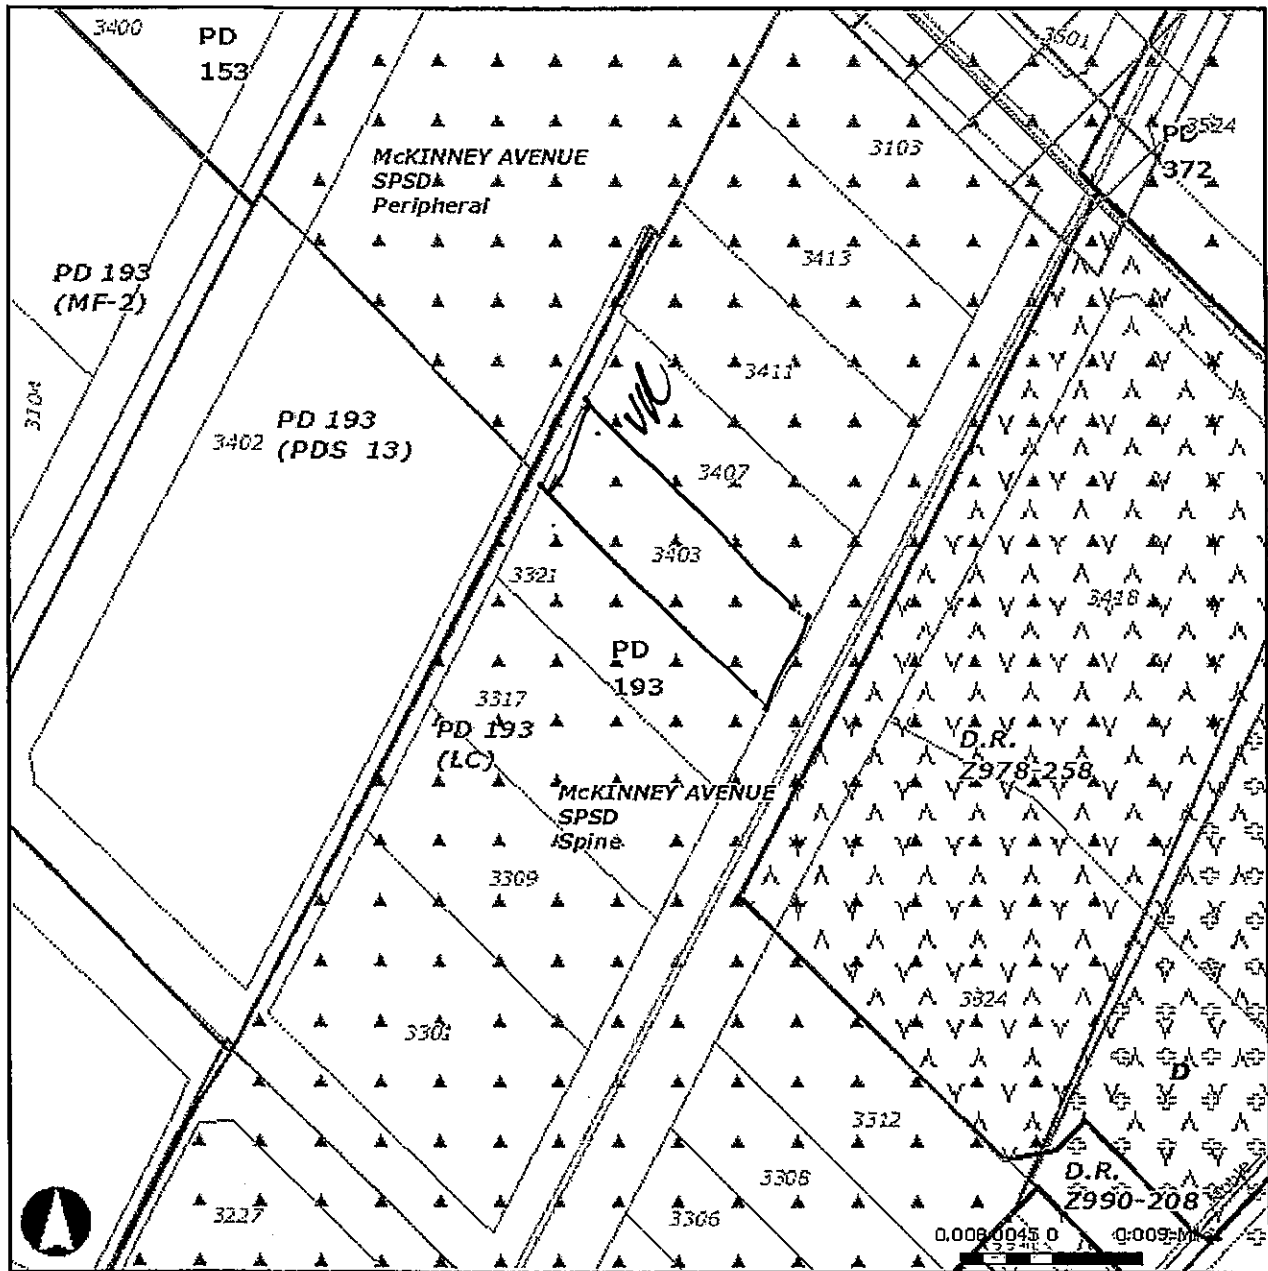 3400
PD
153
3501
PD
372
3524
3103
McKINNEY AVENUE
SPSD
Peripheral
3413
PD 193
(MF-2)
3411
3104
3402
PD 193
(PDS 13)
3407
3403
3321
3418
PD
193
3317
PD 193
(LC)
D.R.
Z978-258
McKINNEY AVENUE
SPSD
Spine
3309
3324
3301
D
3312
D.R.
Z990-208
3308
3227
3306